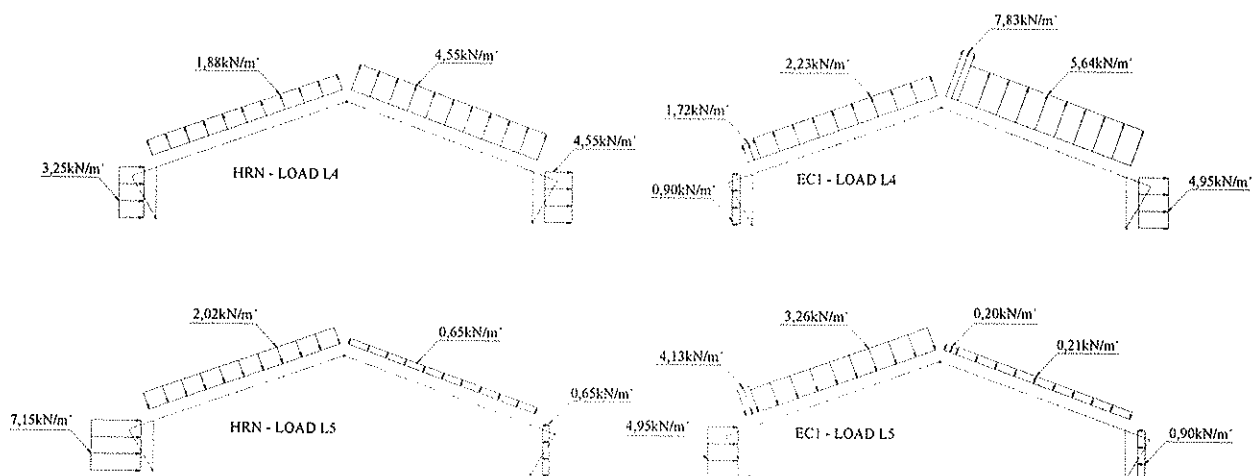 1,88kN/m'
4,55kN/m'
3,25kN/m'
4,55kN/m'
HRN - LOAD L4
7,83kN/m'
2,23kN/m'
5,64kN/m'
1,72kN/m'
0,90kN/m'
4,95kN/m'
EC1 - LOAD L4
2,02kN/m'
0,65kN/m'
7,15kN/m'
0,65kN/m'
HRN - LOAD L5
3,26kN/m'
0,20kN/m'
4,13kN/m'
0,21kN/m'
4,95kN/m'
0,90kN/m'
EC1 - LOAD L5